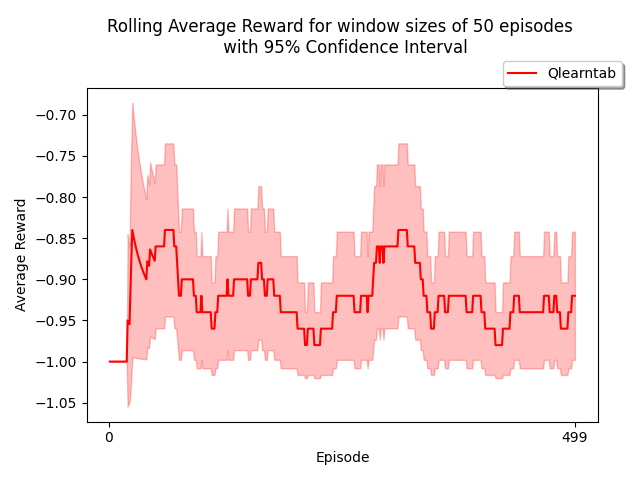 Rolling Average Reward for window sizes of 50 episodes
with 95% Confidence Interval
Qlearntab
−0.70
−0.75
−0.80
−0.85
−0.90
−0.95
−1.00
−1.05
Average Reward
0
499
Episode